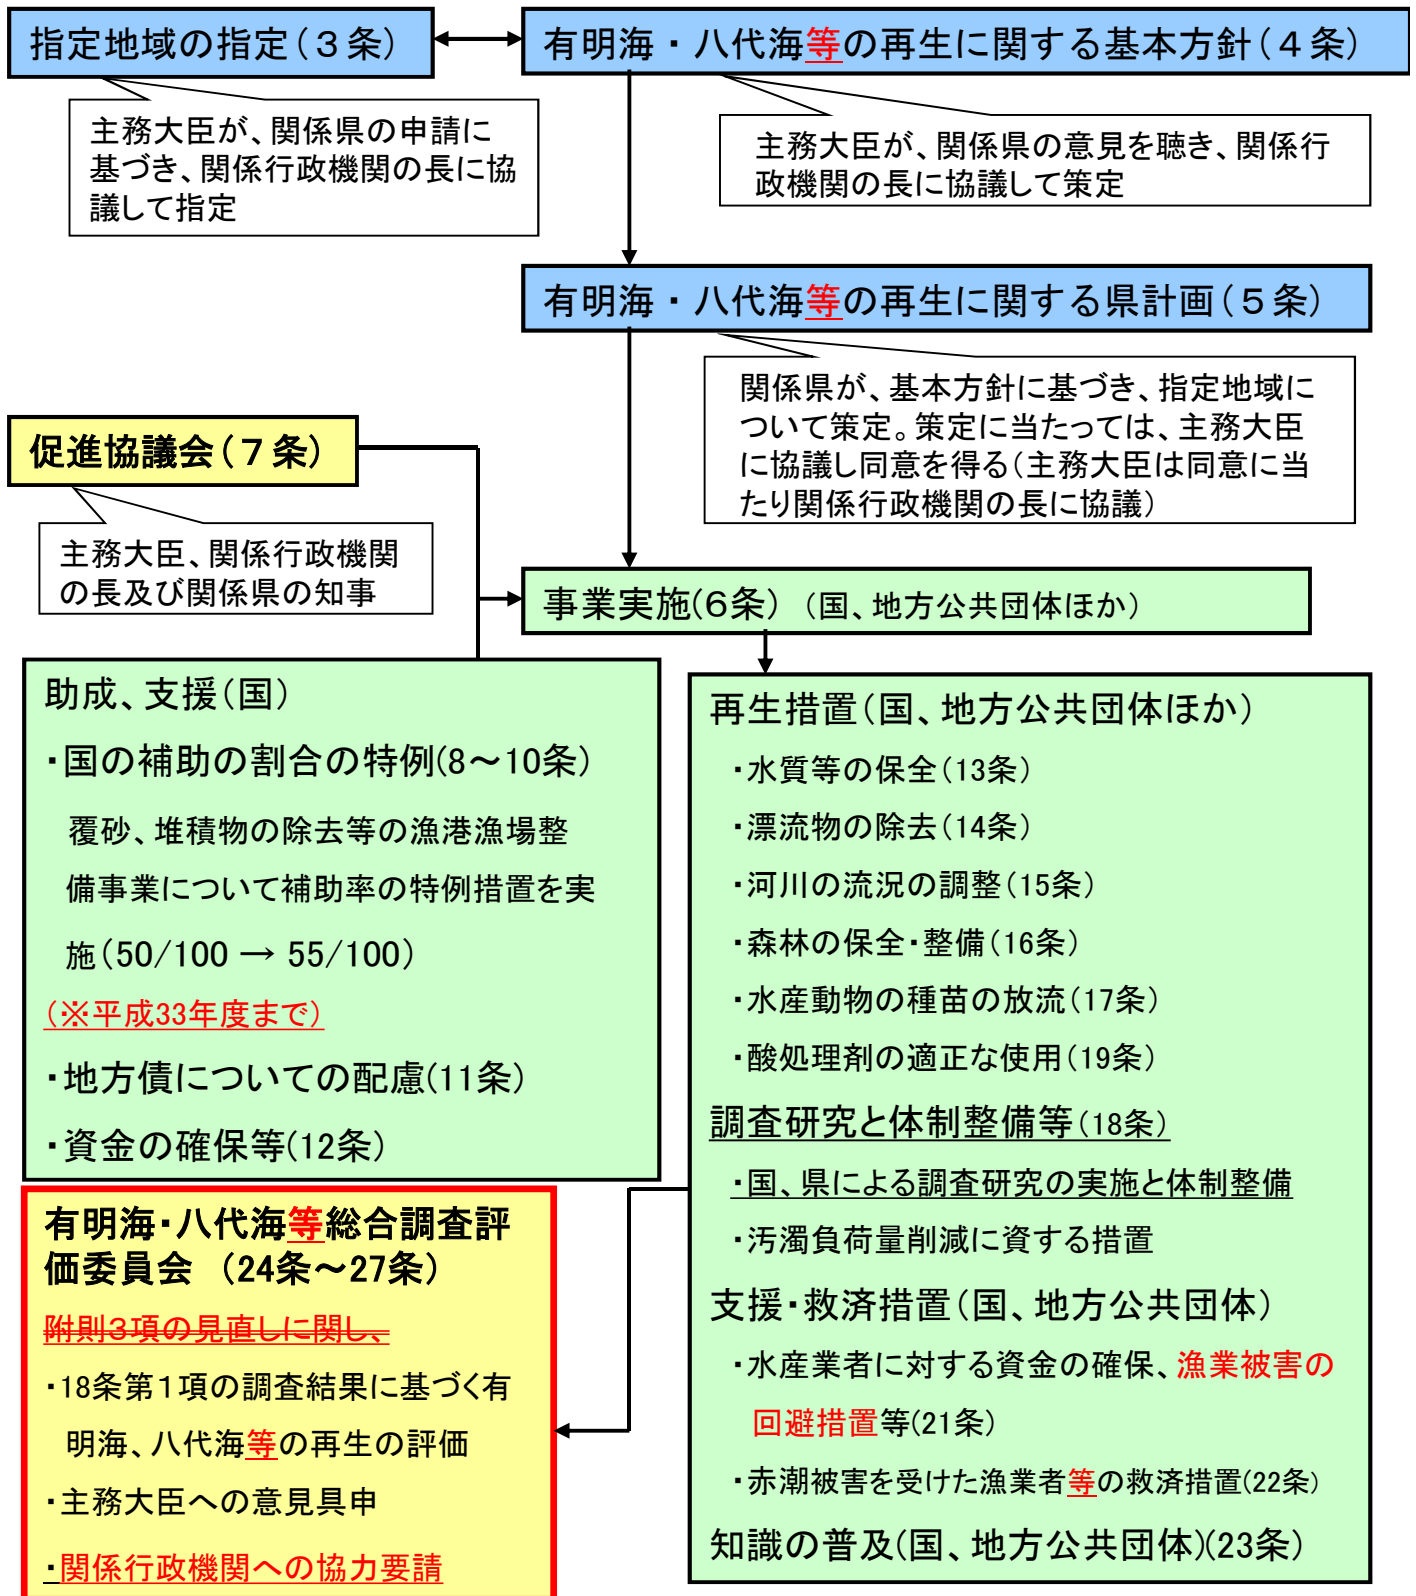 指定地域の指定(３条)
有明海・八代海等の再生に関する基本方針(４条)
主務大臣が、関係県の申請に
基づき、関係行政機関の長に協
議して指定
主務大臣が、関係県の意見を聴き、関係行
政機関の長に協議して策定
有明海・八代海等の再生に関する県計画(５条)
関係県が、基本方針に基づき、指定地域に
ついて策定。策定に当たっては、主務大臣
に協議し同意を得る(主務大臣は同意に当
たり関係行政機関の長に協議)
促進協議会(７条)
主務大臣、関係行政機関
の長及び関係県の知事
事業実施(６条) (国、地方公共団体ほか)
助成、支援(国)
・国の補助の割合の特例(8～10条)
覆砂、堆積物の除去等の漁港漁場整
備事業について補助率の特例措置を実
施(50/100 → 55/100)
(※平成33年度まで)
・地方債についての配慮(11条)
・資金の確保等(12条)
再生措置(国、地方公共団体ほか)
・水質等の保全(13条)
・漂流物の除去(14条)
・河川の流況の調整(15条)
・森林の保全・整備(16条)
・水産動物の種苗の放流(17条)
・酸処理剤の適正な使用(19条)
調査研究と体制整備等(18条)
・国、県による調査研究の実施と体制整備
・汚濁負荷量削減に資する措置
支援・救済措置(国、地方公共団体)
・水産業者に対する資金の確保、漁業被害の
回避措置等(21条)
・赤潮被害を受けた漁業者等の救済措置(22条)
知識の普及(国、地方公共団体)(23条)
有明海・八代海等総合調査評
価委員会 (24条～27条)
附則３項の見直しに関し、
・18条第１項の調査結果に基づく有
明海、八代海等の再生の評価
・主務大臣への意見具申
・関係行政機関への協力要請